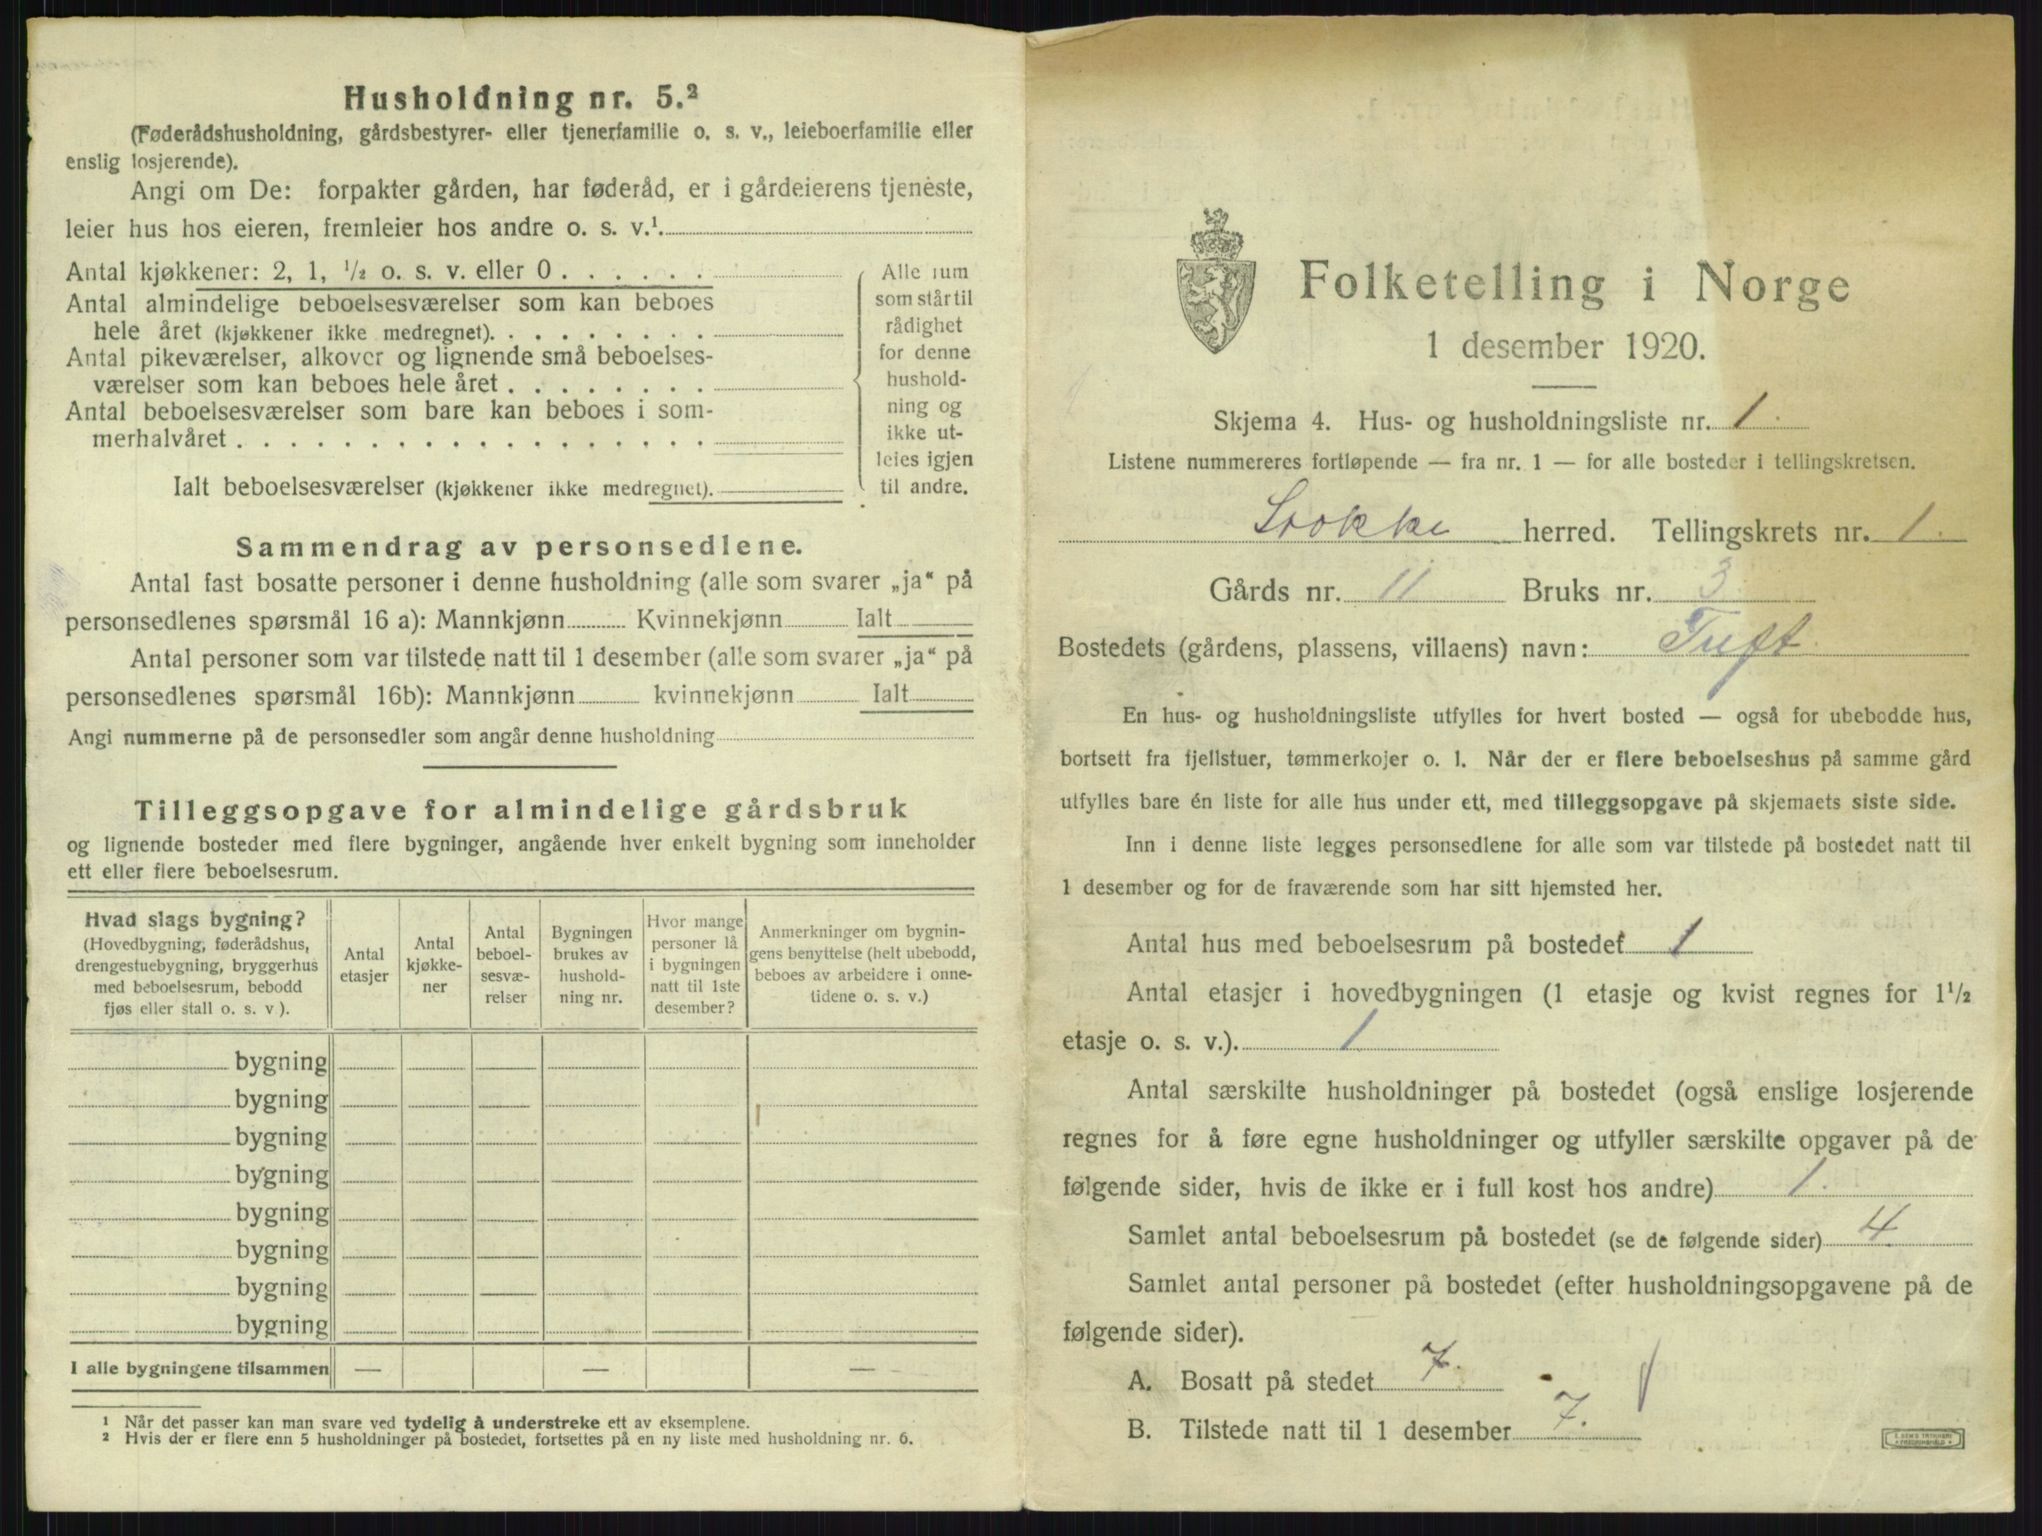 Husholdning nr. 5.²
(Føderådshusholdning, gårdsbestyrer- eller tjenerfamilie o. s. v., leieboerfamilie eller
enslig losjerende).
Angi om De: forpakter gården, har føderåd, er i gårdeierens tjeneste,
leier hus hos eieren, fremleier hos andre o. s. v.¹
Antal kjøkkener: 2, 1, ½ o. s. v. eller 0 . . . . . .
Antal almindelige beboelsesværelser som kan beboes
hele året (kjøkkener ikke medregnet). . . . . . . . .
Antal pikeværelser, alkover og lignende små beboelses-
værelser som kan beboes hele året . . . . . . . .
Antal beboelsesværelser som bare kan beboes i som-
merhalvåret . . . . . . . . . . . . . . . . . .
Ialt beboelsesværelser (kjøkkener ikke medregnet).
Alle rum
som står til
rådighet
for denne
hushold-
ning og
ikke ut-
leies igjen
til andre.
Sammendrag av personsedlene.
Antal fast bosatte personer i denne husholdning (alle som svarer „ja“ på
personsedlenes spørsmål 16 a): Mannkjønn Kvinnekjønn Ialt
Antal personer som var tilstede natt til 1 desember (alle som svarer „ja“ på
personsedlenes spørsmål 16b): Mannkjønn kvinnekjønn Ialt
Angi nummerne på de personsedler som angår denne husholdning
Tilleggsopgave for almindelige gårdsbruk
og lignende bosteder med flere bygninger, angående hver enkelt bygning som inneholder
ett eller flere beboelsesrum.
Hvad slags bygning?
(Hovedbygning, føderådshus,
drengestuebygning, bryggerhus
med beboelsesrum, bebodd
fjøs eller stall o. s. v ).
Antal
etasjer
Antal
kjøkke-
ner
Antal
beboel-
sesvæ-
relser
Bygningen
brukes av
hushold-
ning nr.
Hvor mange
personer lå
i bygningen
natt til 1ste
desember?
Anmerkninger om bygnin-
gens benyttelse (helt ubebodd,
beboes av arbeidere i onne-
tidene o. s. v.)
bygning
bygning
bygning
bygning
bygning
bygning
bygning
bygning
I alle bygningene tilsammen — — —
¹ Når det passer kan man svare ved tydelig å understreke ett av eksemplene.
² Hvis der er flere enn 5 husholdninger på bostedet, fortsettes på en ny liste med husholdning nr. 6.
Folketelling i Norge
1 desember 1920.
Skjema 4. Hus- og husholdningsliste nr. 1.
Listene nummereres fortløpende — fra nr. 1 — for alle bosteder i tellingskretsen.
Stokke herred. Tellingskrets nr. 1.
Gårds nr. 11 Bruks nr. 3
Bostedets (gårdens, plassens, villaens) navn: Tuft
En hus- og husholdningsliste utfylles for hvert bosted — også for ubebodde hus,
bortsett fra fjellstuer, tømmerkojer o. l. Når der er flere beboelseshus på samme gård
utfylles bare én liste for alle hus under ett, med tilleggsopgave på skjemaets siste side.
Inn i denne liste legges personsedlene for alle som var tilstede på bostedet natt til
1 desember og for de fraværende som har sitt hjemsted her.
Antal hus med beboelsesrum på bostedet 1
Antal etasjer i hovedbygningen (1 etasje og kvist regnes for 1½
etasje o. s. v.). 1
Antal særskilte husholdninger på bostedet (også enslige losjerende
regnes for å føre egne husholdninger og utfyller særskilte opgaver på de
følgende sider, hvis de ikke er i full kost hos andre) 1.
Samlet antal beboelsesrum på bostedet (se de følgende sider) 4
Samlet antal personer på bostedet (efter husholdningsopgavene på de
følgende sider).
A. Bosatt på stedet 7.
B. Tilstede natt til 1 desember 7.